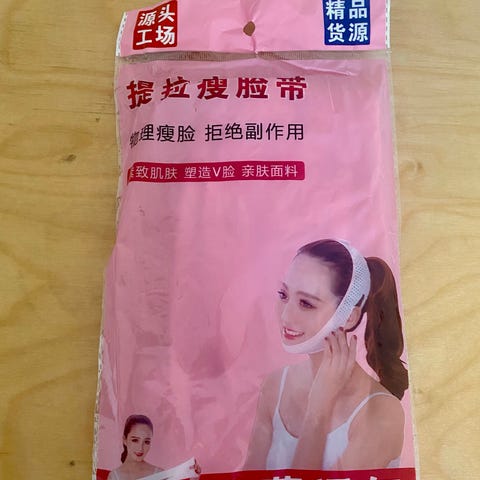 源头
工场
精品
货源
提拉瘦脸带
物理瘦脸 拒绝副作用
致肌肤 塑造V脸 亲肤面料